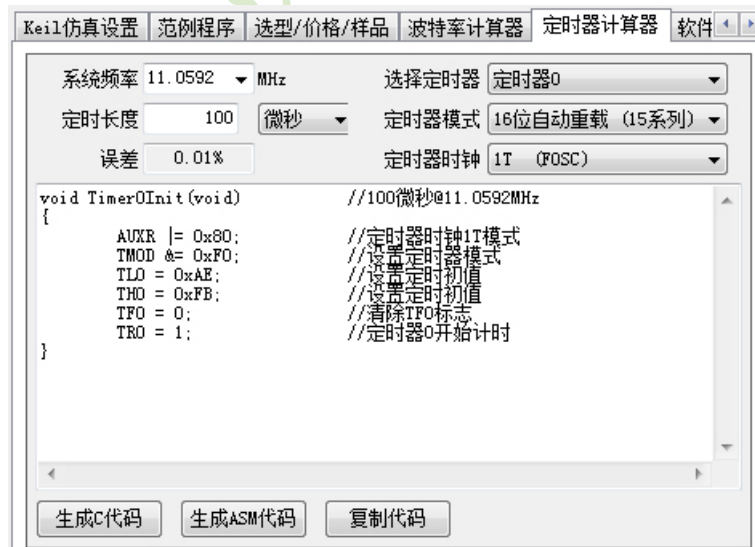 Keil仿真设置 范例程序 选型/价格/样品 波特率计算器 定时器计算器 软件
系统频率 11.0592 MHz 选择定时器 定时器0
定时长度 100 微秒 定时器模式 16位自动重载 (15系列)
误差 0.01% 定时器时钟 1T (FOSC)
void Timer0Init(void) //100微秒@11.0592MHz
{
AUXR |= 0x80; //定时器时钟1T模式
TMOD &= 0xF0; //设置定时器模式
TL0 = 0xAE; //设置定时初值
TH0 = 0xFB; //设置定时初值
TF0 = 0; //清除TF0标志
TR0 = 1; //定时器0开始计时
}
生成C代码 生成ASM代码 复制代码